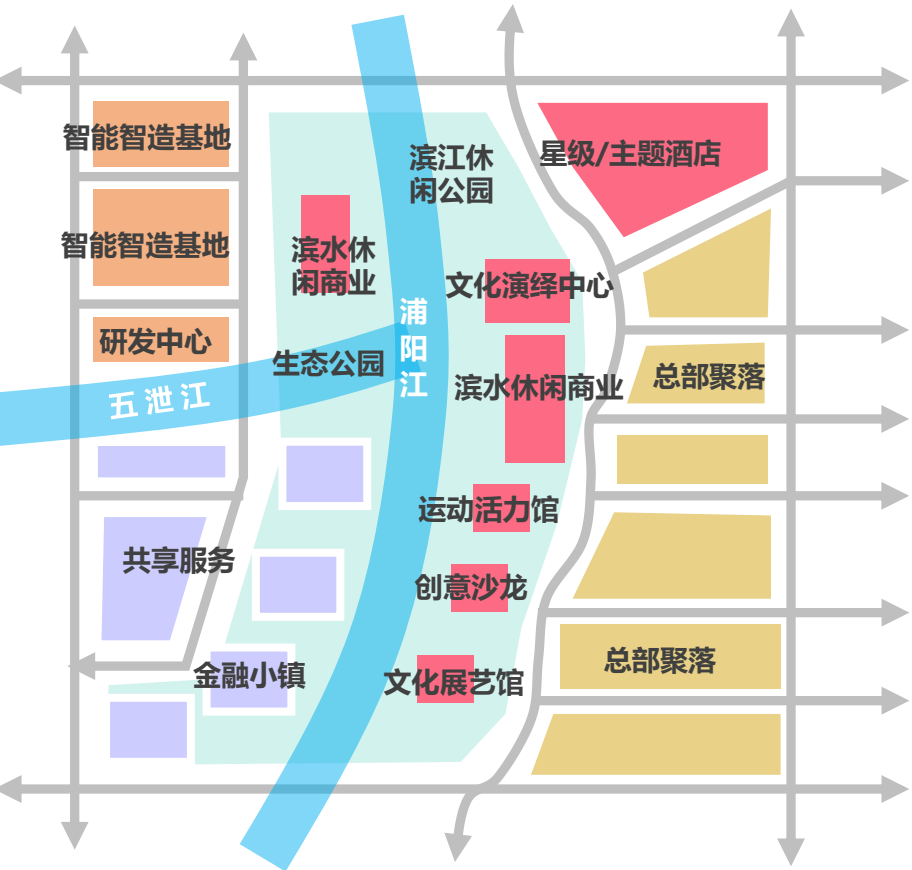 智能智造基地
滨江休
闲公园
星级/主题酒店
智能智造基地
滨水休
闲商业
文化演绎中心
浦
阳
江
研发中心
生态公园
滨水休闲商业
总部聚落
五泄江
运动活力馆
共享服务
创意沙龙
金融小镇
文化展艺馆
总部聚落